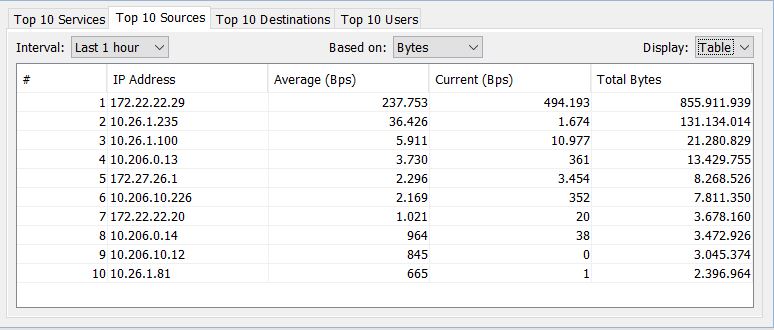 Top 10 Services Top 10 Sources Top 10 Destinations Top 10 Users
Interval: Last 1 hour Based on: Bytes Display: Table
# IP Address Average (Bps) Current (Bps) Total Bytes
1 172.22.22.29 237.753 494.193 855.911.939
2 10.26.1.235 36.426 1.674 131.134.014
3 10.26.1.100 5.911 10.977 21.280.829
4 10.206.0.13 3.730 361 13.429.755
5 172.27.26.1 2.296 3.454 8.268.526
6 10.206.10.226 2.169 352 7.811.350
7 172.22.22.20 1.021 20 3.678.160
8 10.206.0.14 964 38 3.472.926
9 10.206.10.12 845 0 3.045.374
10 10.26.1.81 665 1 2.396.964